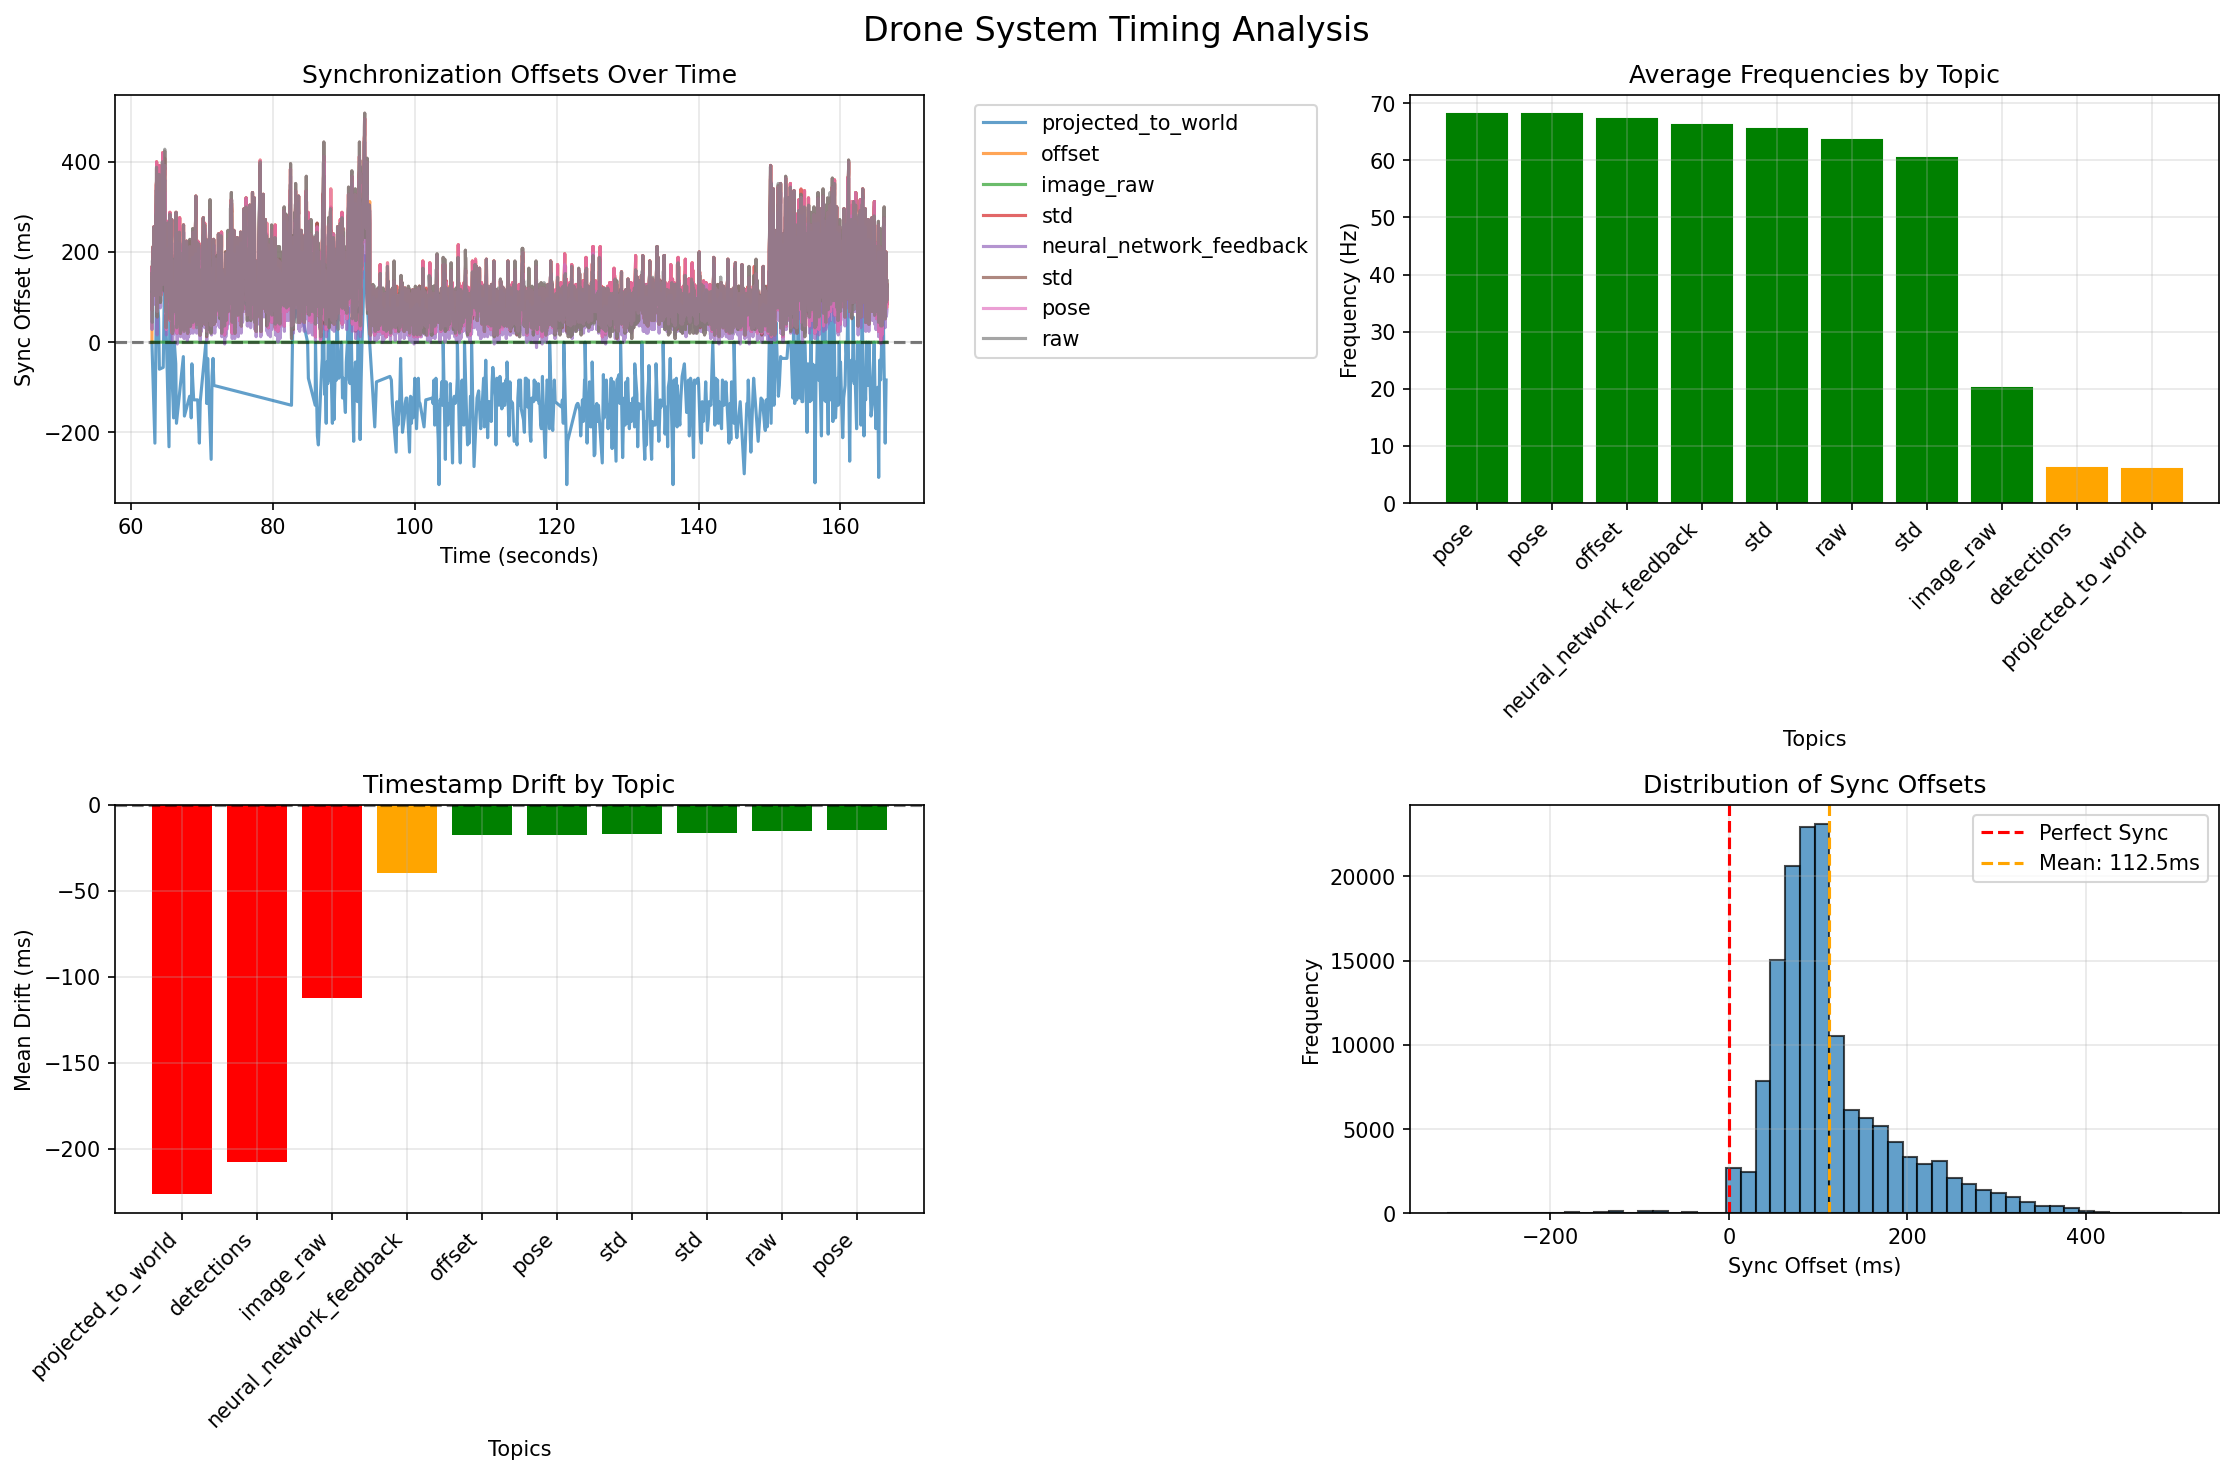 Drone System Timing Analysis
Synchronization Offsets Over Time
Sync Offset (ms)
400
200
0
−200
60 80 100 120 140 160
Time (seconds)
projected_to_world
offset
image_raw
std
neural_network_feedback
std
pose
raw
Average Frequencies by Topic
Frequency (Hz)
70
60
50
40
30
20
10
0
pose
pose
offset
neural_network_feedback
std
raw
std
image_raw
detections
projected_to_world
Topics
Timestamp Drift by Topic
Mean Drift (ms)
0
−50
−100
−150
−200
projected_to_world
detections
image_raw
neural_network_feedback
offset
pose
std
std
raw
pose
Topics
Distribution of Sync Offsets
Frequency
20000
15000
10000
5000
0
Perfect Sync
Mean: 112.5ms
−200 0 200 400
Sync Offset (ms)